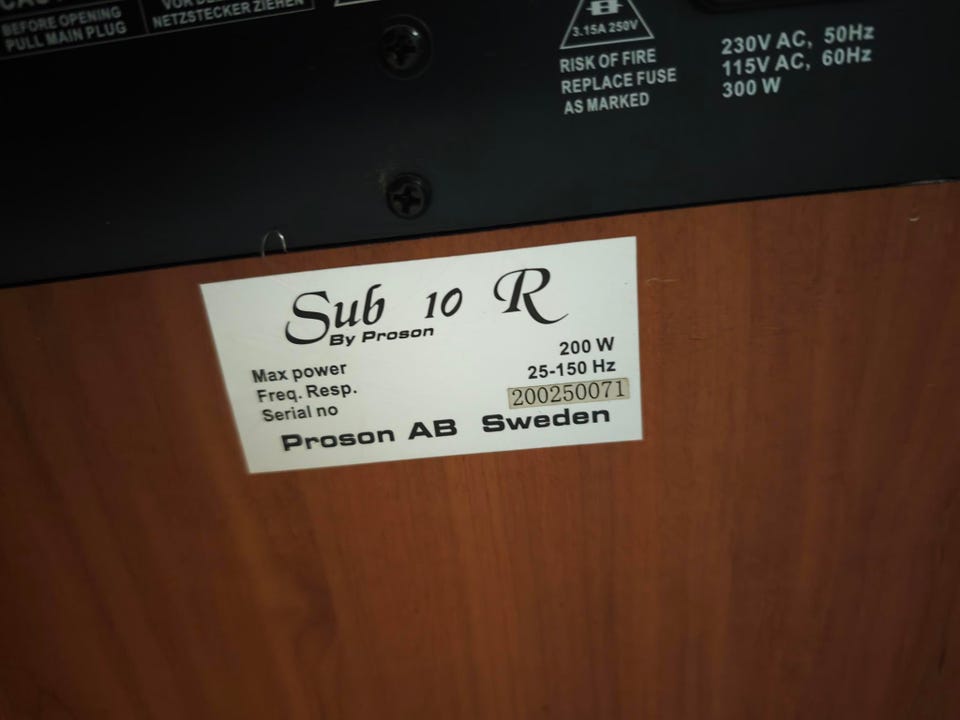 BEFORE OPENING
PULL MAIN PLUG
NETZSTECKER ZIEHEN
3.15A 250V
RISK OF FIRE
REPLACE FUSE
AS MARKED
230V AC, 50Hz
115V AC, 60Hz
300 W
Sub 10 R
By Proson
Max power 200 W
Freq. Resp. 25-150 Hz
Serial no 200250071
Proson AB Sweden